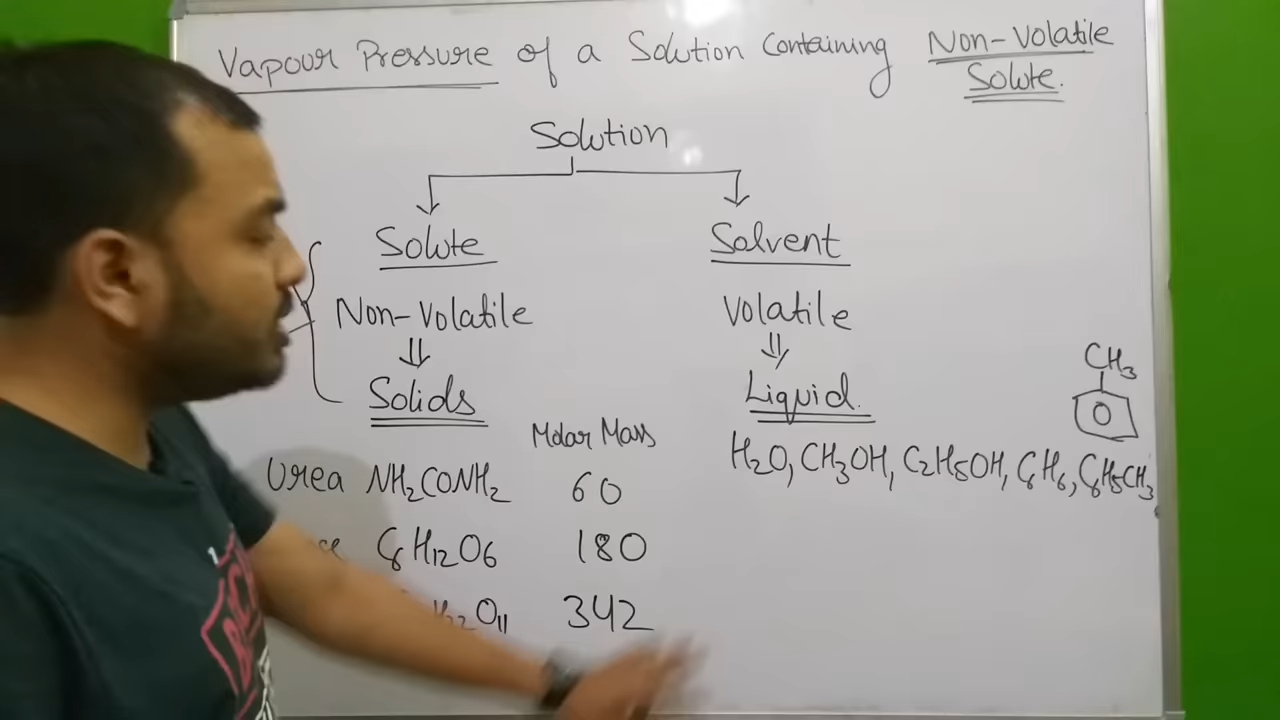 Vapour Pressure of a Solution Containing Non-Volatile
Solute.
Solution
Solute Solvent
Non-Volatile Volatile
⇓ ⇓
Solids Liquid.
CH3
Molar Mass
H2O, CH3OH, C2H5OH, C6H6, C6H5CH3
Urea NH2CONH2 60
C6H12O6 180
O11 342